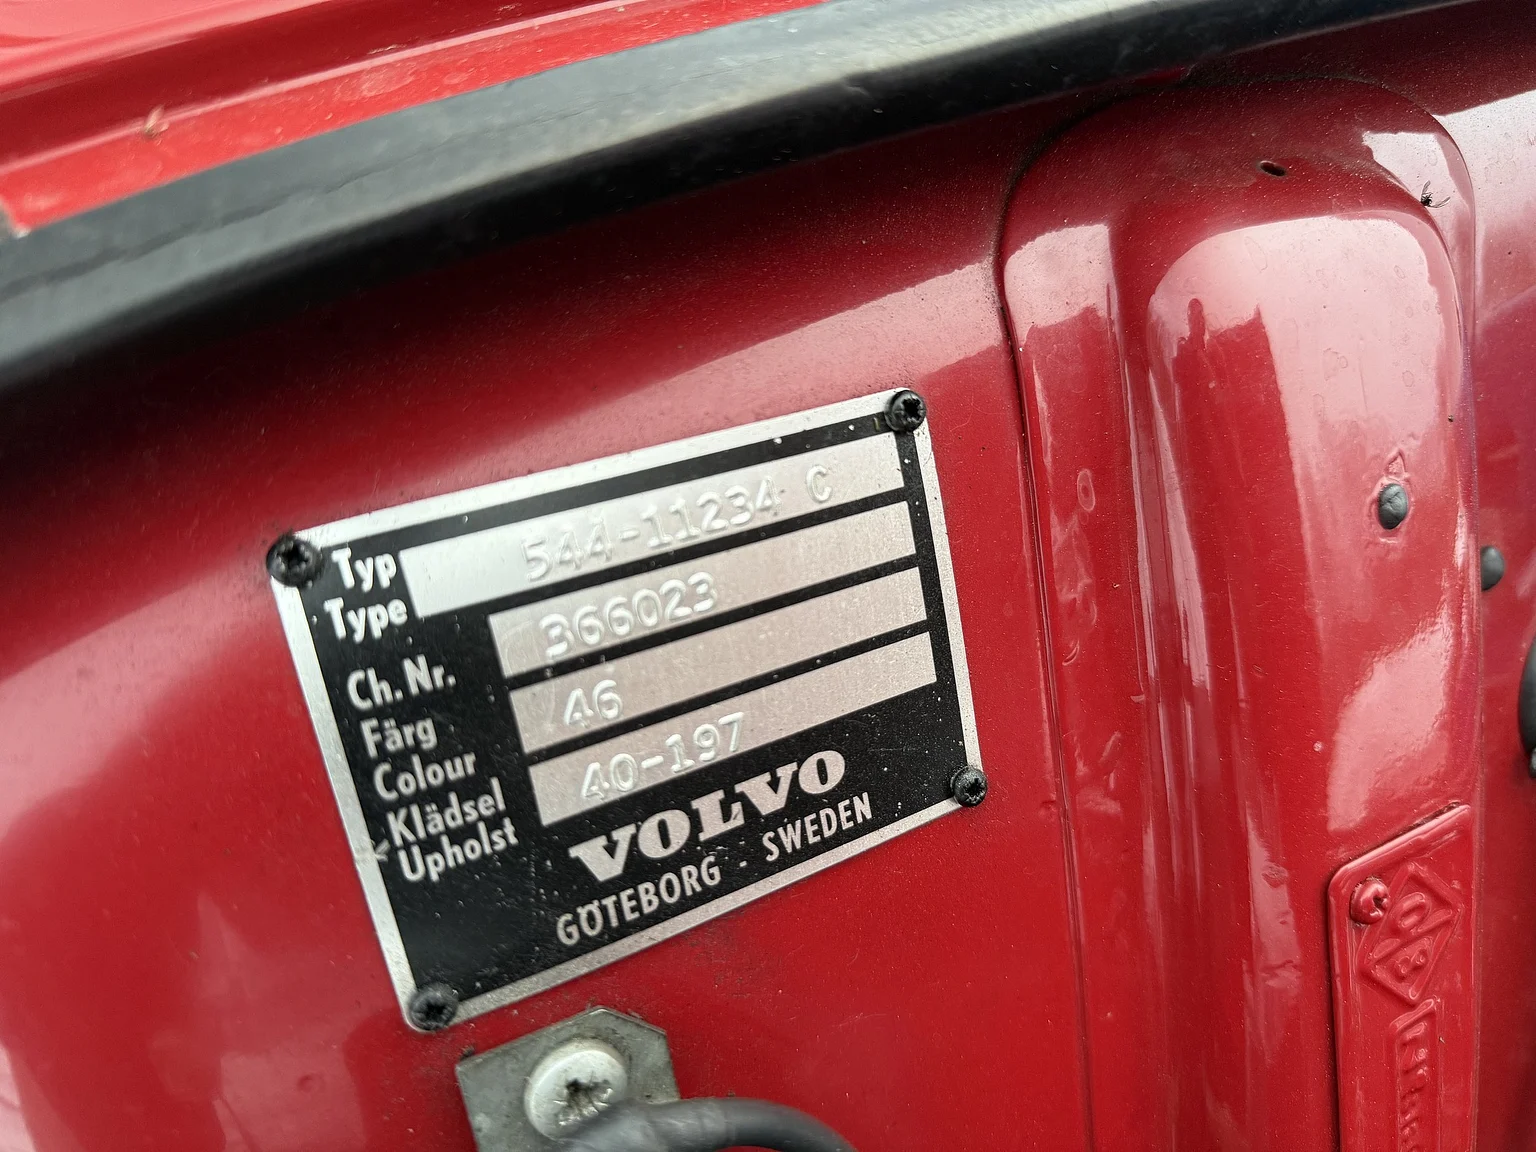 Typ 544-11234 C
Type
Ch. Nr. 366023
Färg 46
Colour
Klädsel 40-197
Upholst
VOLVO
GÖTEBORG - SWEDEN